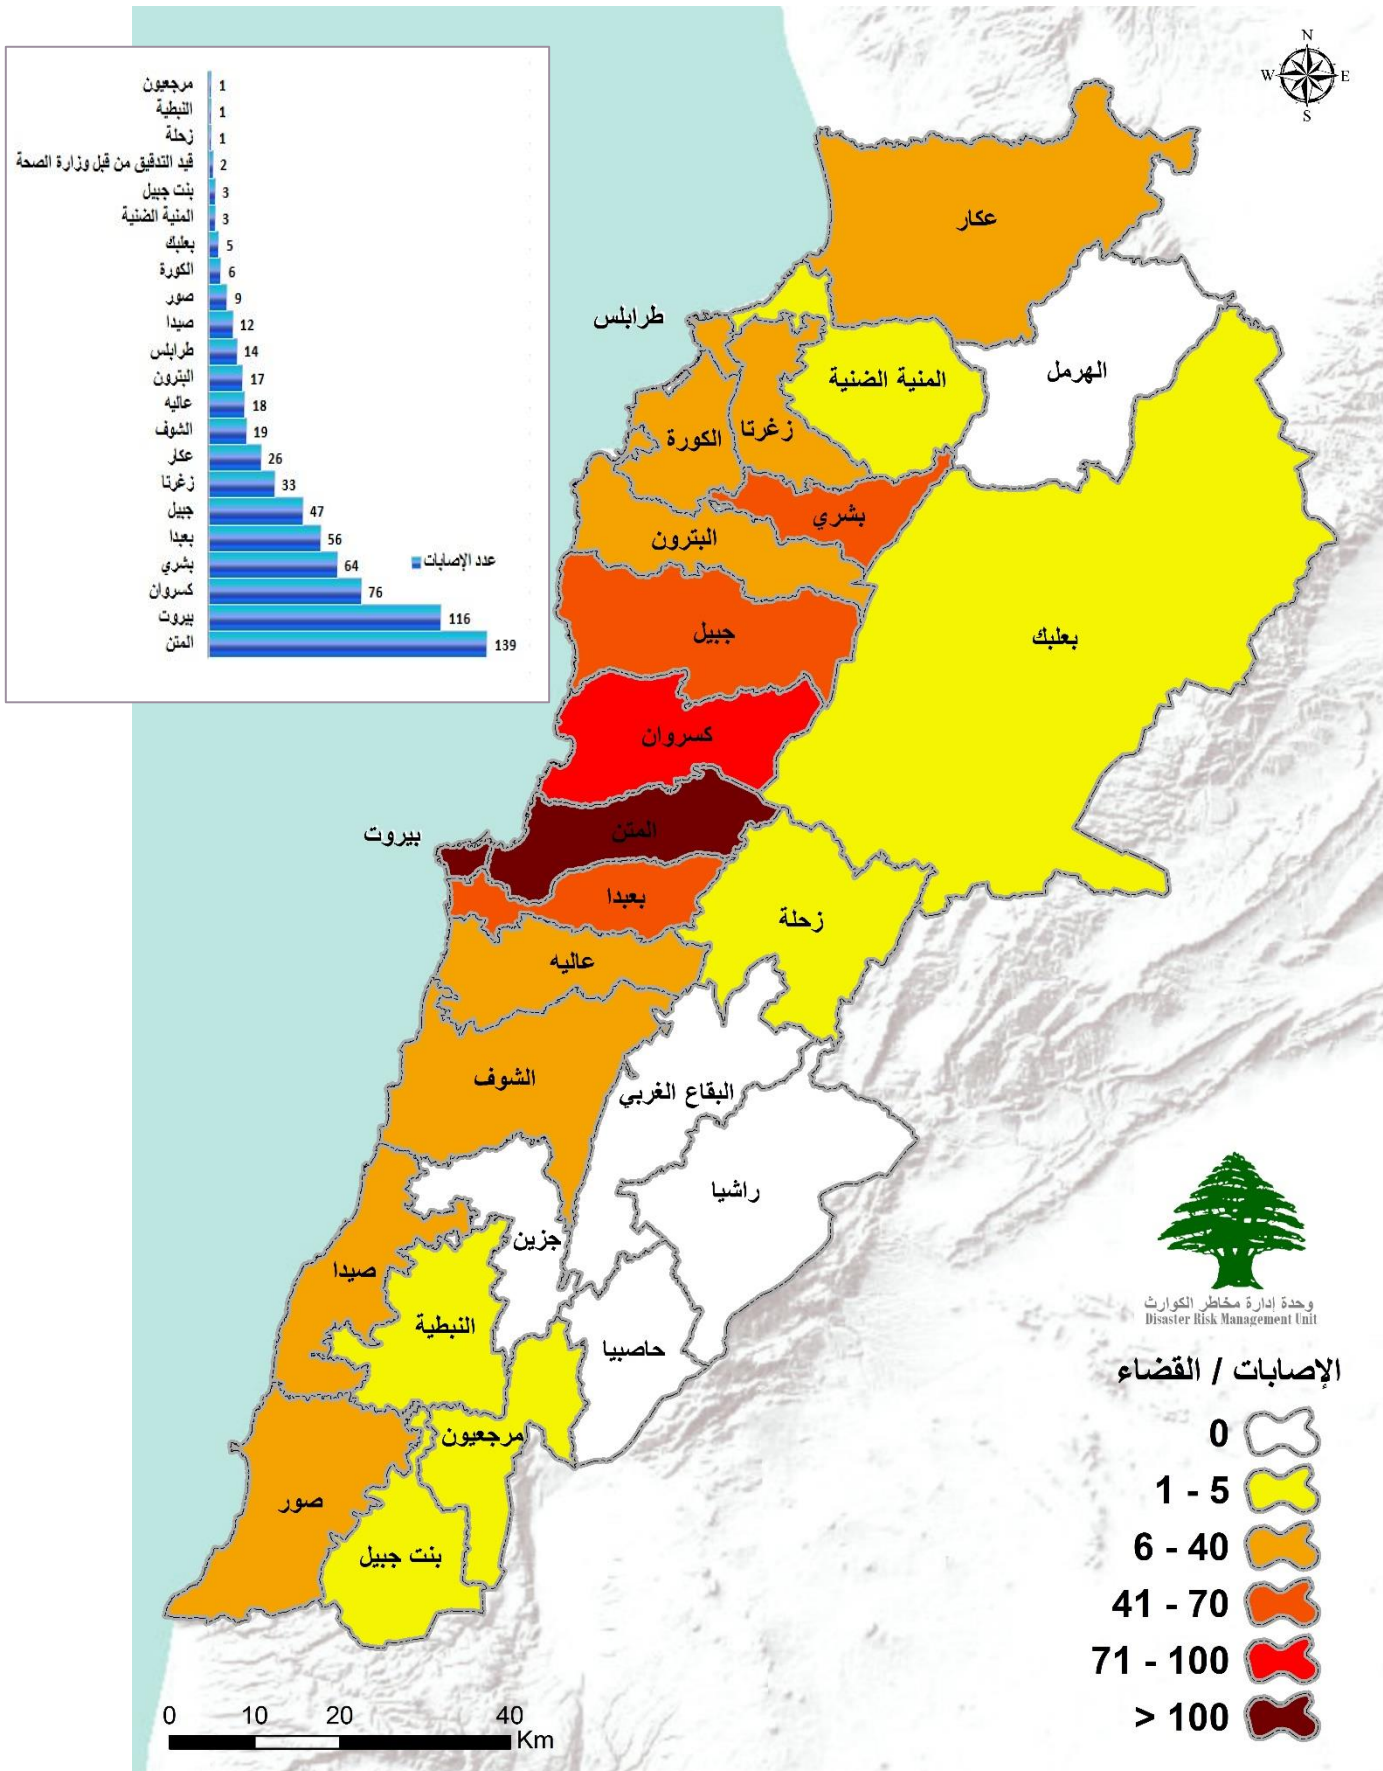 مرجعيون 1
النبطية 1
زحلة 1
قيد التدقيق من قبل وزارة الصحة 2
بنت جبيل 3
المنية الضنية 3
بعلبك 5
الكورة 6
صور 9
صيدا 12
طرابلس 14
البترون 17
عاليه 18
الشوف 19
عكار 26
زغرتا 33
جبيل 47
بعبدا 56
بشري 64
كسروان 76
بيروت 116
المتن 139
عدد الإصابات
N
W E
S
عكار
طرابلس
الهرمل
المنية الضنية
زغرتا
الكورة
بشري
البترون
جبيل
بعلبك
كسروان
المتن
بيروت
بعبدا
زحلة
عاليه
الشوف
البقاع الغربي
راشيا
جزين
صيدا
النبطية
حاصبيا
مرجعيون
صور
بنت جبيل
وحدة إدارة مخاطر الكوارث
Disaster Risk Management Unit
الإصابات / القضاء
0
1 - 5
6 - 40
41 - 70
71 - 100
> 100
0 10 20 40
Km